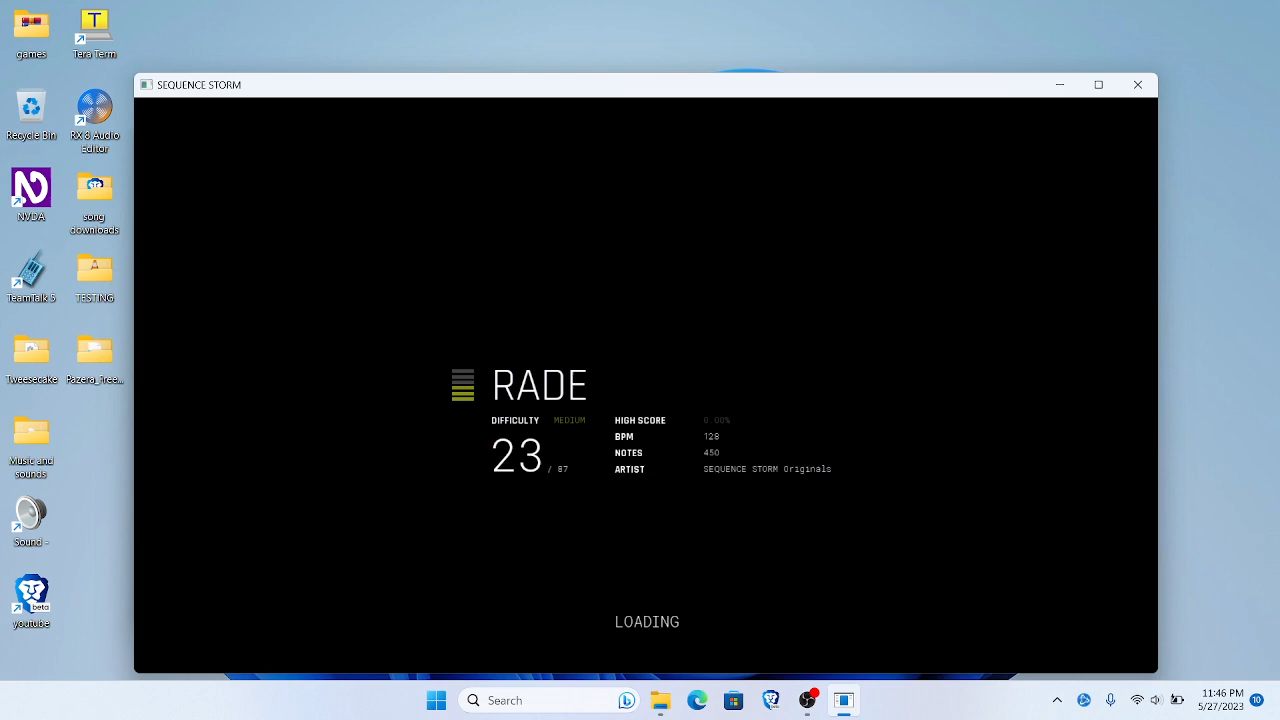 games
Tera Term
Recycle Bin
RX 8 Audio
Editor
NVDA
song
downloads
TeamTalk 5
TESTING
Tweesecake
Pazera_Free...
Music and
sounds
Sound -
beta
youtube
SEQUENCE STORM
RADE
DIFFICULTY MEDIUM
23 / 87
HIGH SCORE 0.00%
BPM 128
NOTES 450
ARTIST SEQUENCE STORM Originals
LOADING
Search
11:46 PM
5/27/2023
10